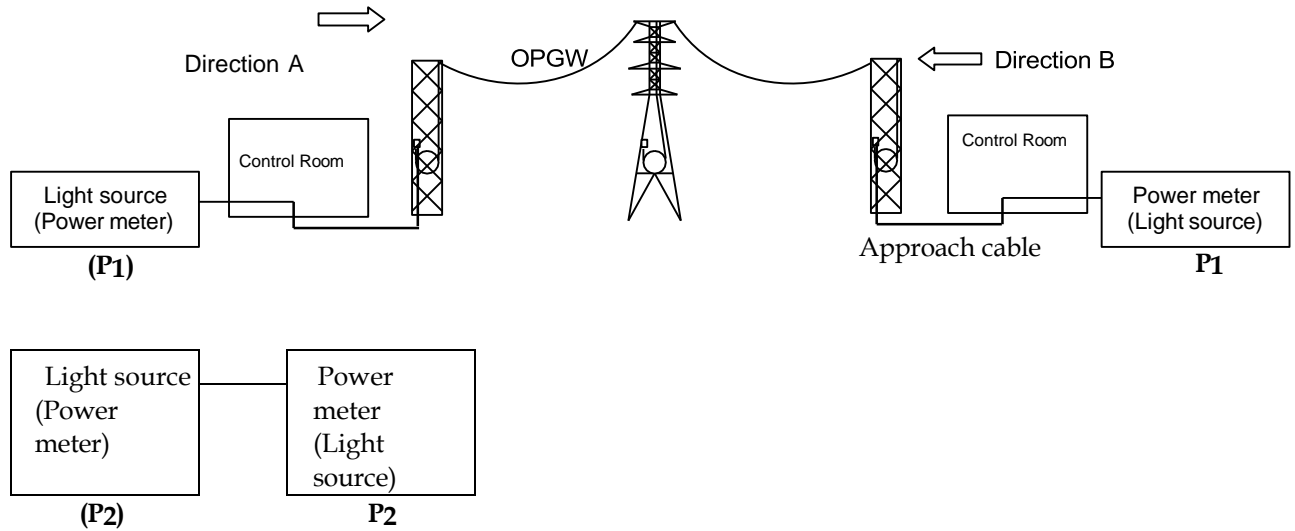 Direction A
OPGW
Direction B
Control Room
Control Room
Light source
(Power meter)
(P1)
Approach cable
Power meter
(Light source)
P1
Light source
(Power
meter)
(P2)
Power
meter
(Light
source)
P2